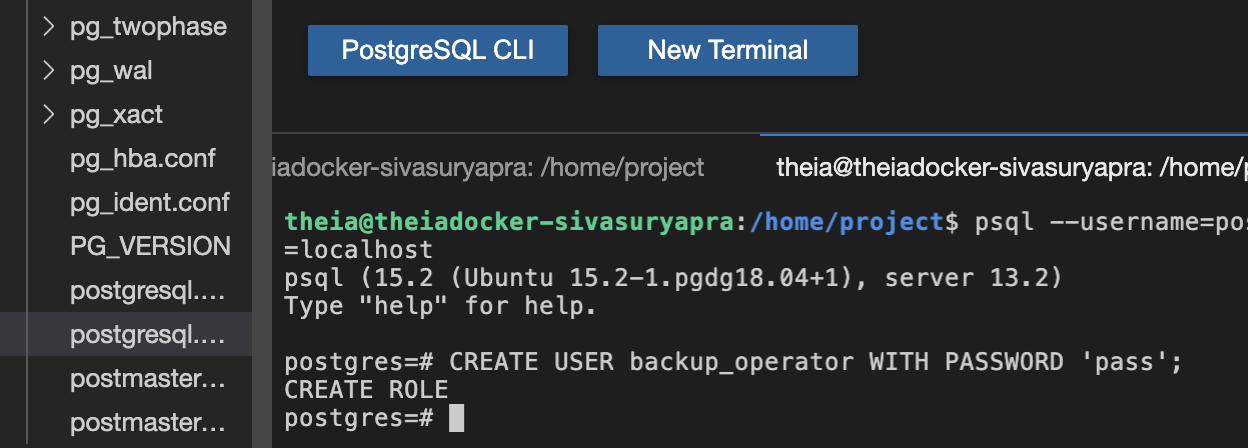 pg_twophase
pg_wal
pg_xact
pg_hba.conf
pg_ident.conf
PG_VERSION
postgresql....
postgresql....
postmaster...
postmaster...
PostgreSQL CLI
New Terminal
iadocker-sivasuryapra: /home/project
theia@theiadocker-sivasuryapra: /home/p
theia@theiadocker-sivasuryapra:/home/project$ psql --username=pos
=localhost
psql (15.2 (Ubuntu 15.2-1.pgdg18.04+1), server 13.2)
Type "help" for help.
postgres=# CREATE USER backup_operator WITH PASSWORD 'pass';
CREATE ROLE
postgres=#